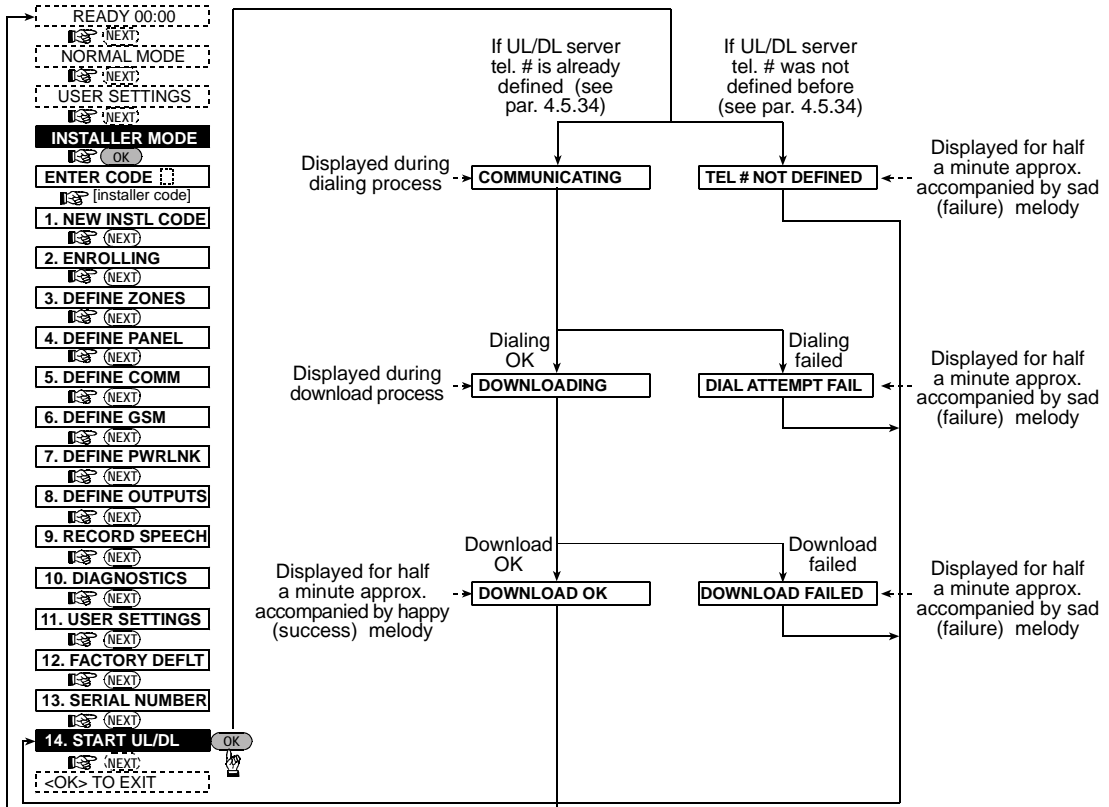 READY 00:00
NEXT
NORMAL MODE
NEXT
USER SETTINGS
NEXT
INSTALLER MODE
OK
ENTER CODE
[installer code]
1. NEW INSTL CODE
NEXT
2. ENROLLING
NEXT
3. DEFINE ZONES
NEXT
4. DEFINE PANEL
NEXT
5. DEFINE COMM
NEXT
6. DEFINE GSM
NEXT
7. DEFINE PWRLNK
NEXT
8. DEFINE OUTPUTS
NEXT
9. RECORD SPEECH
NEXT
10. DIAGNOSTICS
NEXT
11. USER SETTINGS
NEXT
12. FACTORY DEFLT
NEXT
13. SERIAL NUMBER
NEXT
14. START UL/DL
OK
NEXT
<OK> TO EXIT
If UL/DL server
tel. # is already
defined (see
par. 4.5.34)
If UL/DL server
tel. # was not
defined before
(see par. 4.5.34)
Displayed during
dialing process
COMMUNICATING
TEL # NOT DEFINED
Displayed for half
a minute approx.
accompanied by sad
(failure) melody
Dialing
OK
Dialing
failed
Displayed during
download process
DOWNLOADING
DIAL ATTEMPT FAIL
Displayed for half
a minute approx.
accompanied by sad
(failure) melody
Download
OK
Download
failed
Displayed for half
a minute approx.
accompanied by happy
(success) melody
DOWNLOAD OK
DOWNLOAD FAILED
Displayed for half
a minute approx.
accompanied by sad
(failure) melody